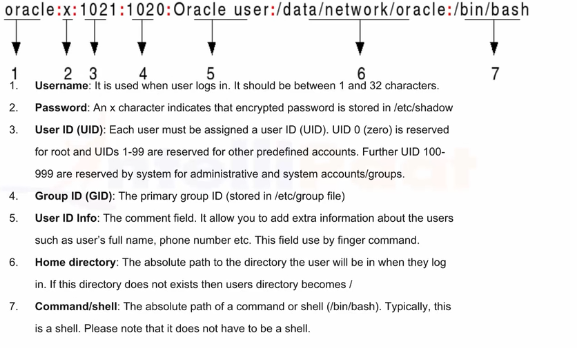 oracle:x:1021:1020:Oracle user:/data/network/oracle:/bin/bash
1 2 3 4 5 6 7
1. Username: It is used when user logs in. It should be between 1 and 32 characters.
2. Password: An x character indicates that encrypted password is stored in /etc/shadow
3. User ID (UID): Each user must be assigned a user ID (UID). UID 0 (zero) is reserved
for root and UIDs 1-99 are reserved for other predefined accounts. Further UID 100-
999 are reserved by system for administrative and system accounts/groups.
4. Group ID (GID): The primary group ID (stored in /etc/group file)
5. User ID Info: The comment field. It allow you to add extra information about the users
such as user's full name, phone number etc. This field use by finger command.
6. Home directory: The absolute path to the directory the user will be in when they log
in. If this directory does not exists then users directory becomes /
7. Command/shell: The absolute path of a command or shell (/bin/bash). Typically, this
is a shell. Please note that it does not have to be a shell.